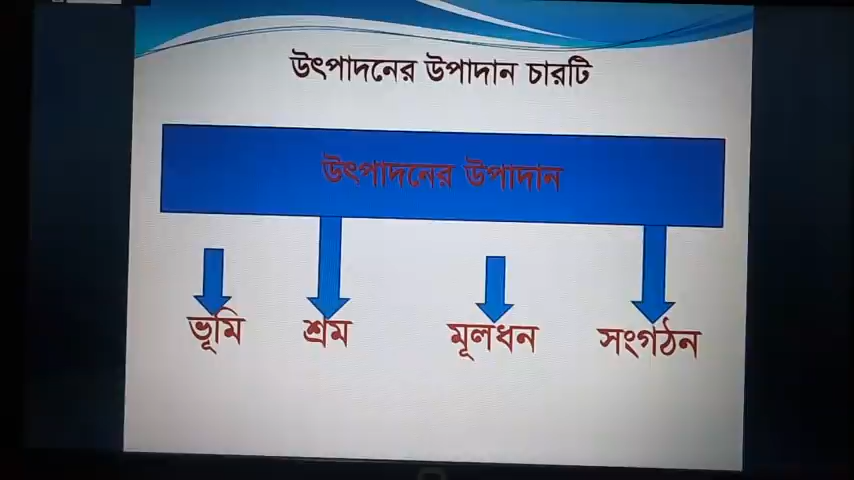 উৎপাদনের উপাদান চারটি
উৎপাদনের উপাদান
ভূমি শ্রম মূলধন সংগঠন